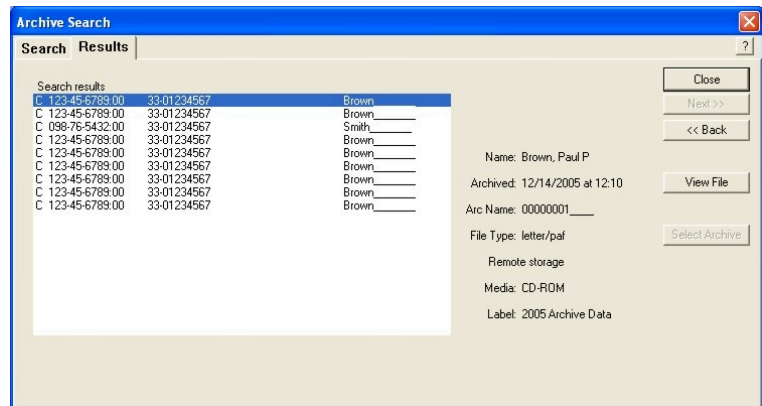 Archive Search
Search Results
?
Search results
C 123-45-6789:00 33-01234567 Brown_______
C 123-45-6789:00 33-01234567 Brown_______
C 098-76-5432:00 33-01234567 Smith_______
C 123-45-6789:00 33-01234567 Brown_______
C 123-45-6789:00 33-01234567 Brown_______
C 123-45-6789:00 33-01234567 Brown_______
C 123-45-6789:00 33-01234567 Brown_______
C 123-45-6789:00 33-01234567 Brown_______
C 123-45-6789:00 33-01234567 Brown_______
Name: Brown, Paul P
Archived: 12/14/2005 at 12:10
Arc Name: 00000001____
File Type: letter/paf
Remote storage
Media: CD-ROM
Label: 2005 Archive Data
Close
Next >>
<< Back
View File
Select Archive